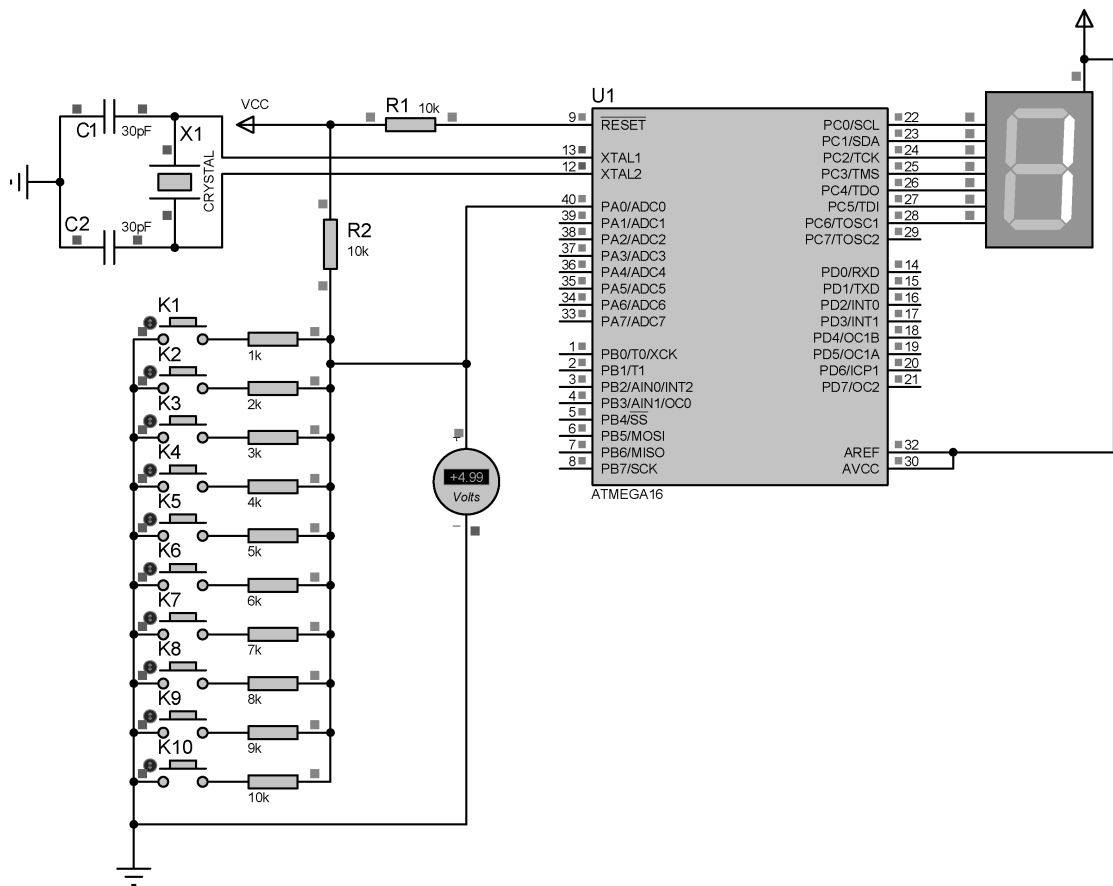 C1
30pF
X1
CRYSTAL
C2
30pF
VCC
R1
10k
R2
10k
K1
1k
K2
2k
K3
3k
K4
4k
K5
5k
K6
6k
K7
7k
K8
8k
K9
9k
K10
10k
+
+4.99
Volts
−
U1
9 RESET
13 XTAL1
12 XTAL2
40 PA0/ADC0
39 PA1/ADC1
38 PA2/ADC2
37 PA3/ADC3
36 PA4/ADC4
35 PA5/ADC5
34 PA6/ADC6
33 PA7/ADC7
1 PB0/T0/XCK
2 PB1/T1
3 PB2/AIN0/INT2
4 PB3/AIN1/OC0
5 PB4/SS
6 PB5/MOSI
7 PB6/MISO
8 PB7/SCK
PC0/SCL 22
PC1/SDA 23
PC2/TCK 24
PC3/TMS 25
PC4/TDO 26
PC5/TDI 27
PC6/TOSC1 28
PC7/TOSC2 29
PD0/RXD 14
PD1/TXD 15
PD2/INT0 16
PD3/INT1 17
PD4/OC1B 18
PD5/OC1A 19
PD6/ICP1 20
PD7/OC2 21
AREF 32
AVCC 30
ATMEGA16
1